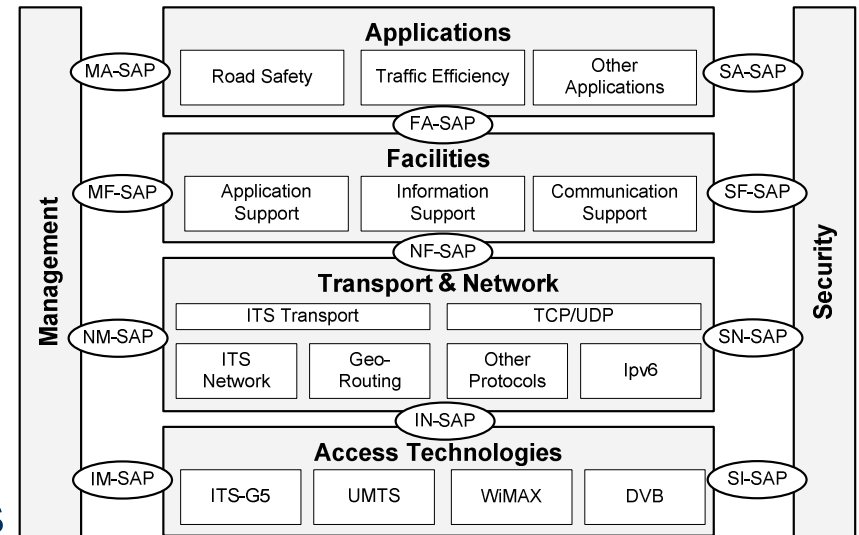 Applications
MA-SAP
Road Safety
Traffic Efficiency
Other
Applications
SA-SAP
FA-SAP
Facilities
MF-SAP
Application
Support
Information
Support
Communication
Support
SF-SAP
NF-SAP
Management
Security
Transport & Network
ITS Transport
TCP/UDP
NM-SAP
ITS
Network
Geo-
Routing
Other
Protocols
Ipv6
SN-SAP
IN-SAP
Access Technologies
IM-SAP
ITS-G5
UMTS
WiMAX
DVB
SI-SAP